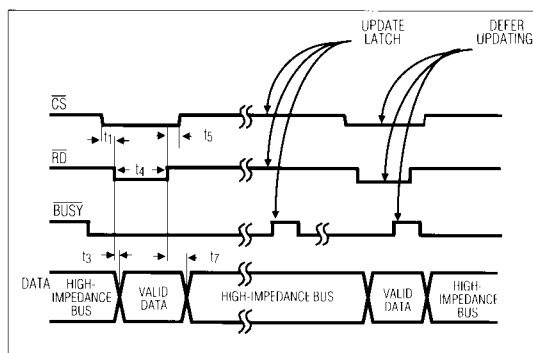 UPDATE
LATCH
DEFER
UPDATING
CS
t1
t5
RD
t4
BUSY
t3
t7
DATA
HIGH-
IMPEDANCE
BUS
VALID
DATA
HIGH-IMPEDANCE BUS
VALID
DATA
HIGH-
IMPEDANCE
BUS